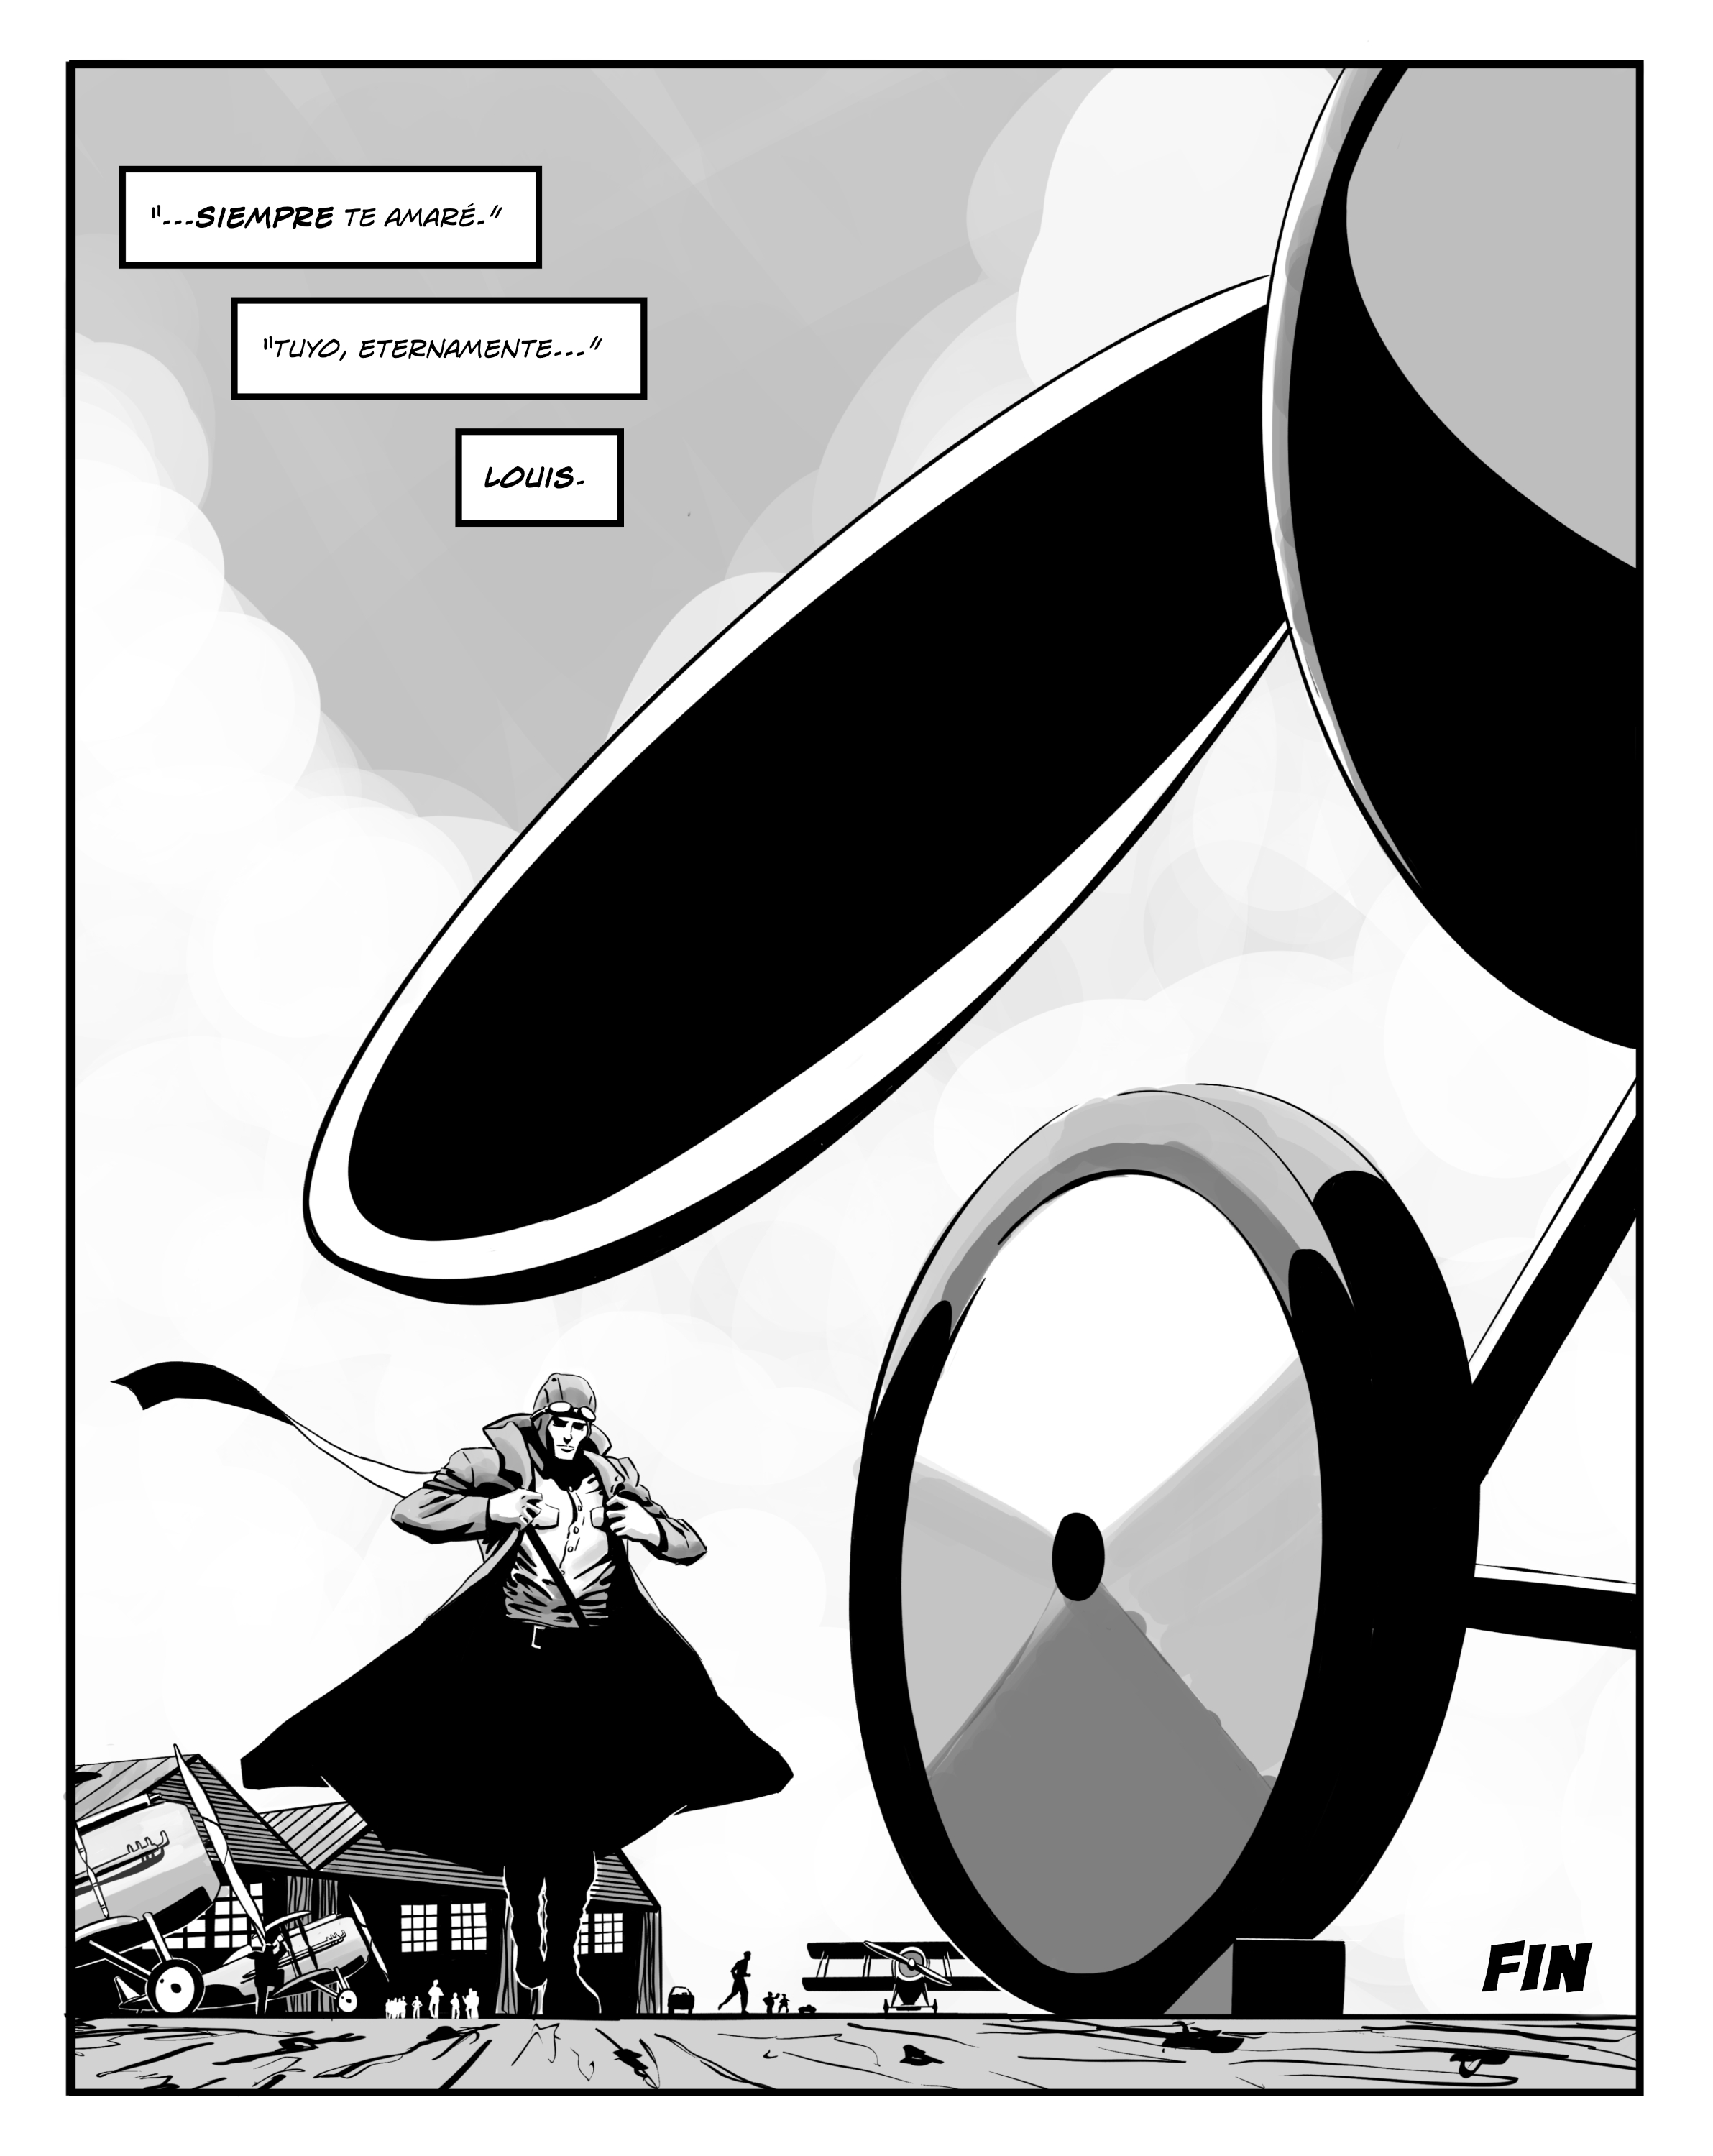 "...SIEMPRE TE AMARÉ."
"TUYO, ETERNAMENTE..."
LOUIS.
FIN